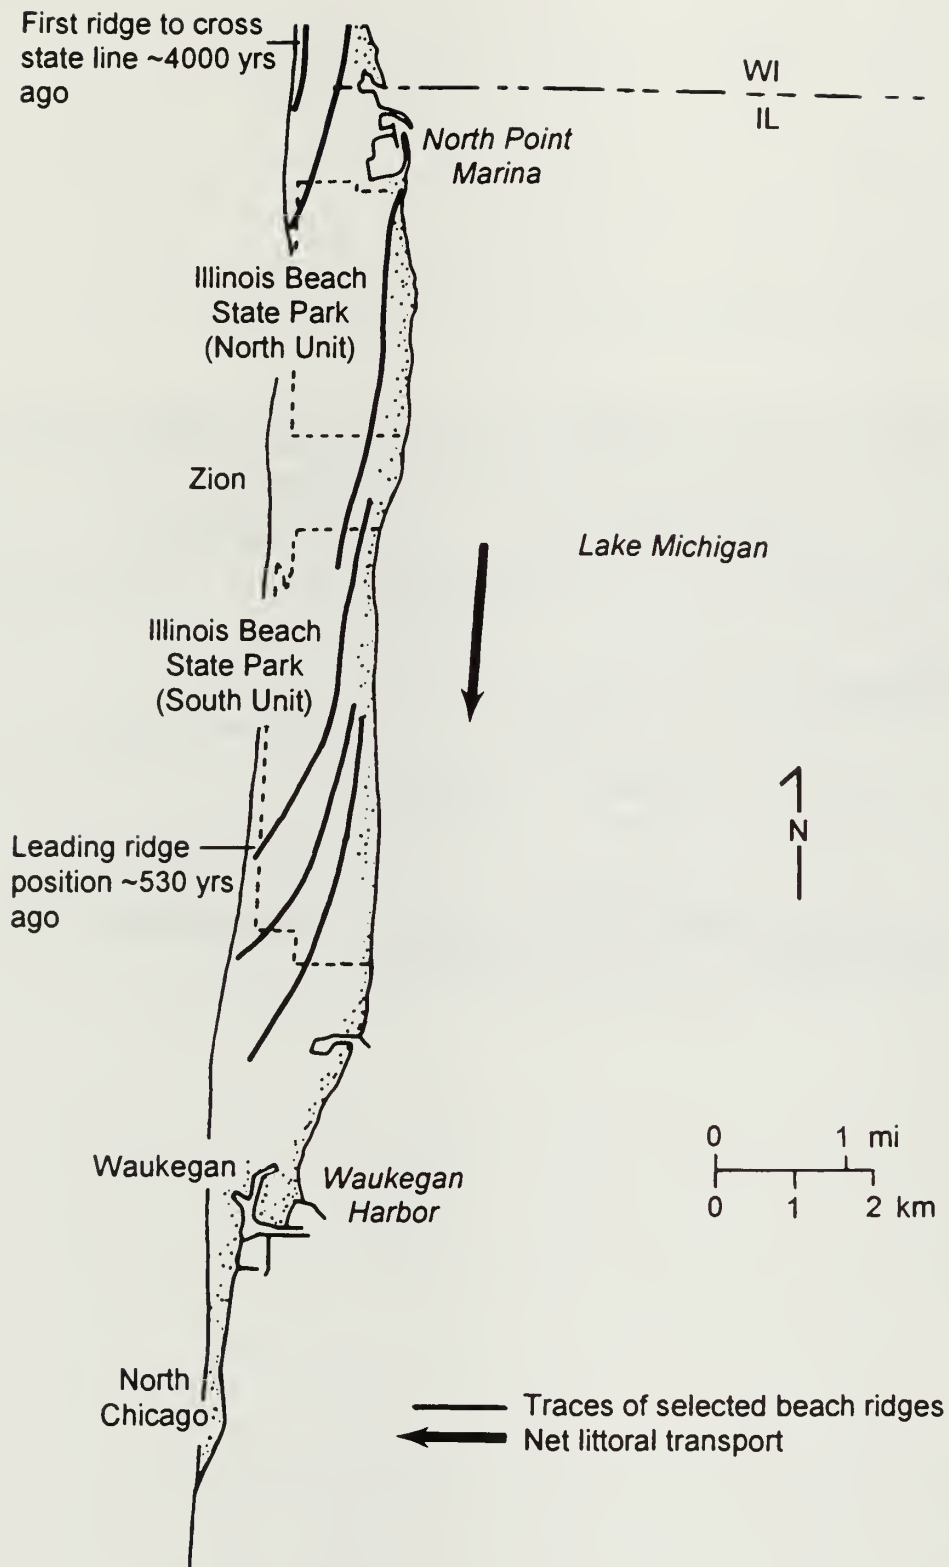 First ridge to cross
state line ~4000 yrs
ago
WI
IL
North Point
Marina
Illinois Beach
State Park
(North Unit)
Zion
Lake Michigan
Illinois Beach
State Park
(South Unit)
Leading ridge
position ~530 yrs
ago
N
0 1 mi
0 1 2 km
Waukegan
Waukegan
Harbor
North
Chicago
Traces of selected beach ridges
Net littoral transport